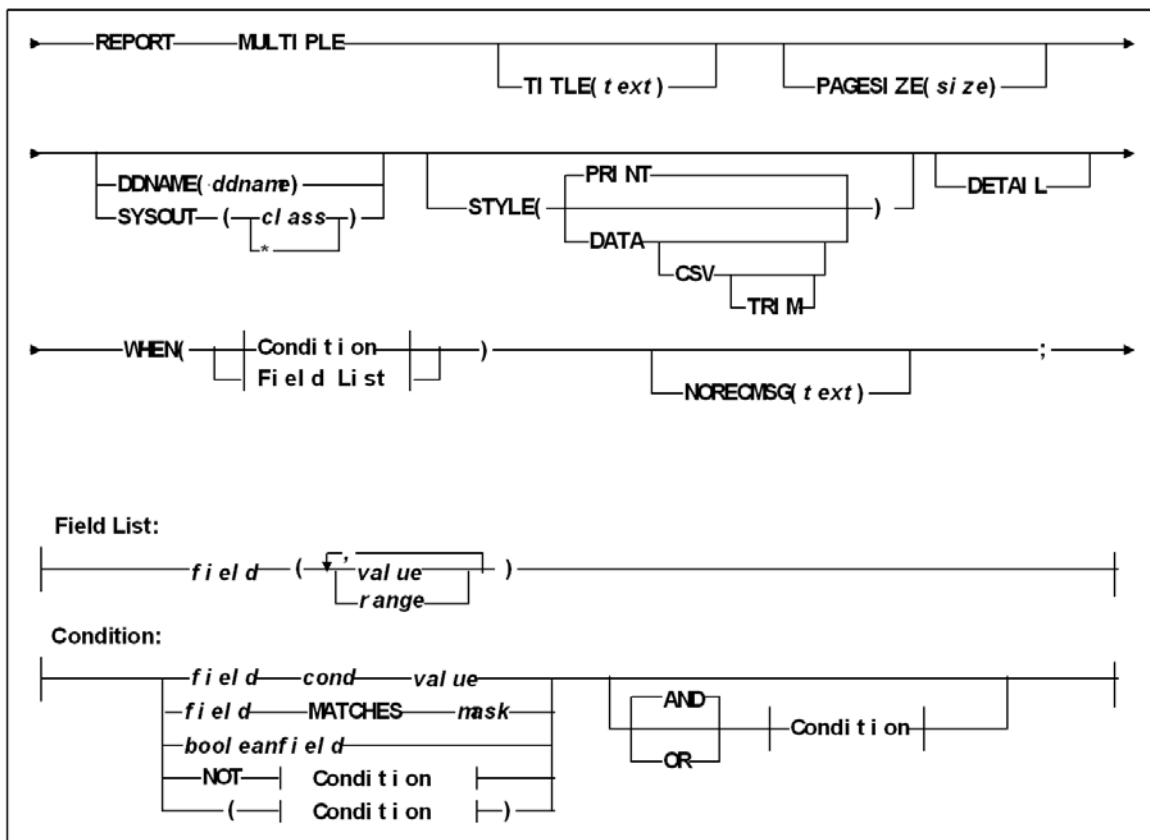 REPORT MULTIPLE
TITLE(text) PAGESIZE(size)
DDNAME(ddname)
SYSOUT (class)
*
STYLE(
PRINT
)
DATA
CSV
TRIM
DETAIL
WHEN( Condition )
Field List
NORECMSG(text)
;
Field List:
field ( , value )
range
Condition:
field cond value
field MATCHES mask
booleanfield
NOT Condition
( Condition )
AND
OR
Condition